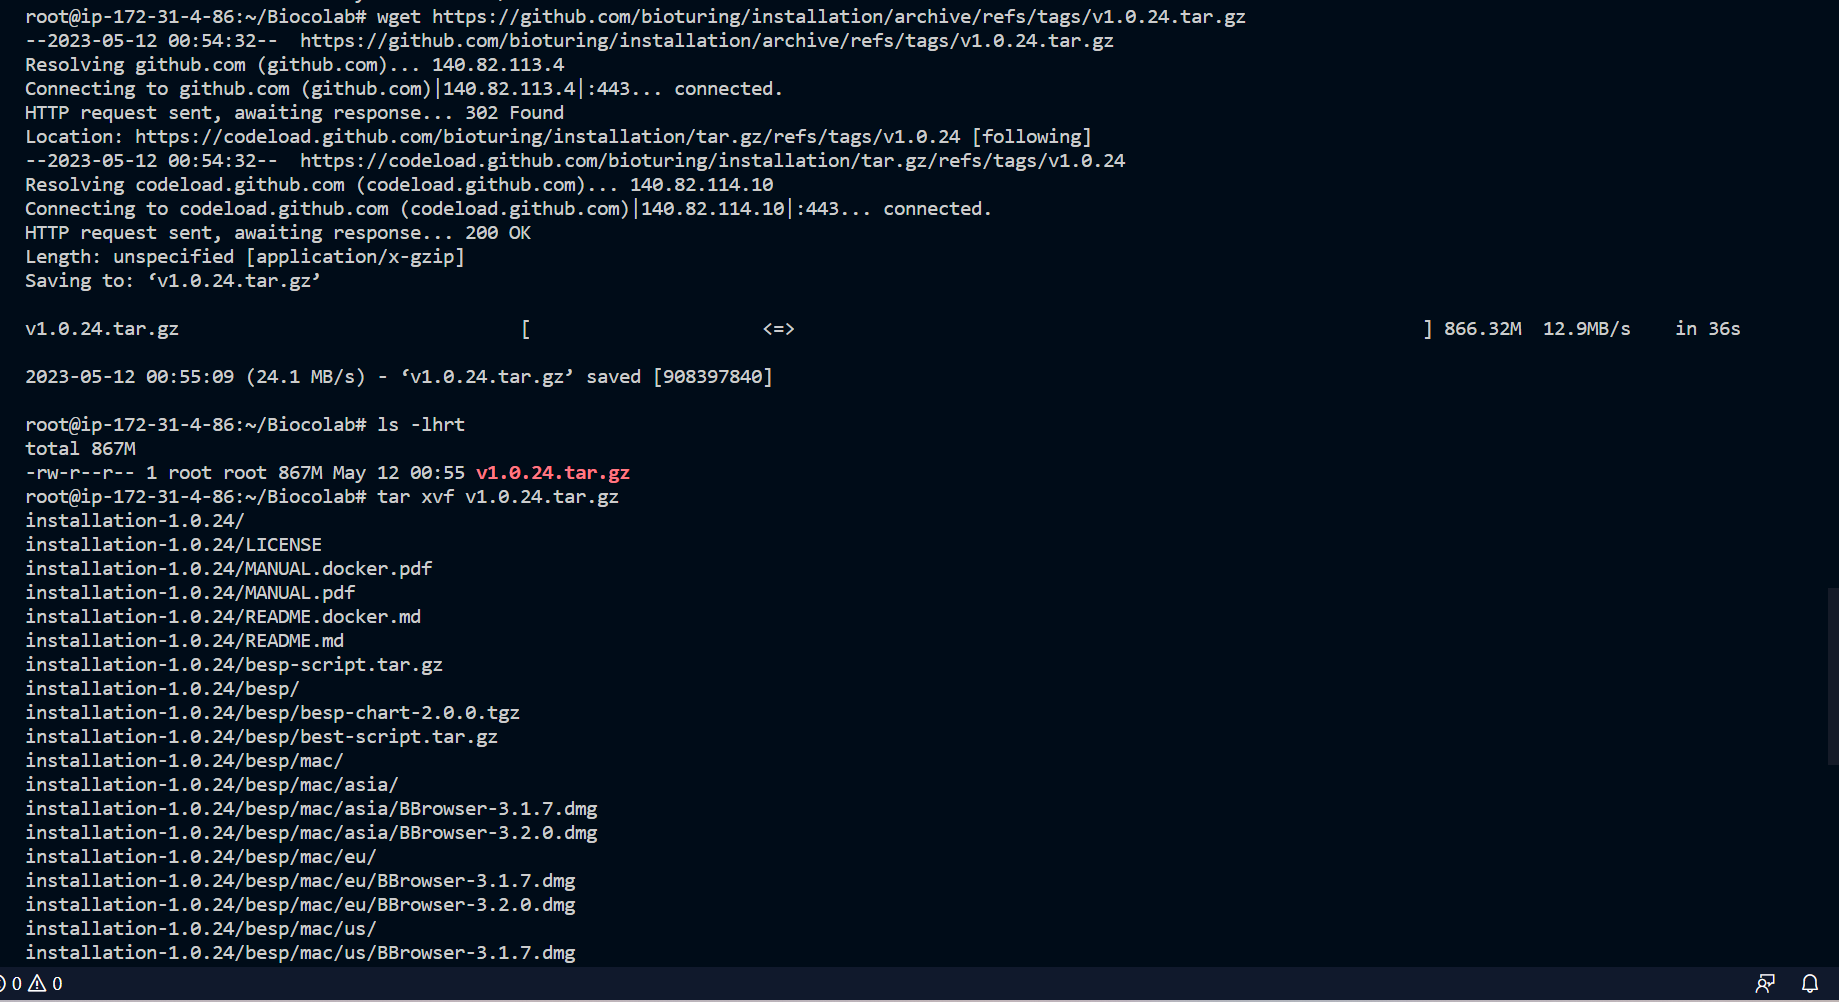 root@ip-172-31-4-86:~/Biocolab# wget https://github.com/bioturing/installation/archive/refs/tags/v1.0.24.tar.gz
--2023-05-12 00:54:32--  https://github.com/bioturing/installation/archive/refs/tags/v1.0.24.tar.gz
Resolving github.com (github.com)... 140.82.113.4
Connecting to github.com (github.com)|140.82.113.4|:443... connected.
HTTP request sent, awaiting response... 302 Found
Location: https://codeload.github.com/bioturing/installation/tar.gz/refs/tags/v1.0.24 [following]
--2023-05-12 00:54:32--  https://codeload.github.com/bioturing/installation/tar.gz/refs/tags/v1.0.24
Resolving codeload.github.com (codeload.github.com)... 140.82.114.10
Connecting to codeload.github.com (codeload.github.com)|140.82.114.10|:443... connected.
HTTP request sent, awaiting response... 200 OK
Length: unspecified [application/x-gzip]
Saving to: ‘v1.0.24.tar.gz’
v1.0.24.tar.gz [ <=> ] 866.32M 12.9MB/s in 36s
2023-05-12 00:55:09 (24.1 MB/s) - ‘v1.0.24.tar.gz’ saved [908397840]
root@ip-172-31-4-86:~/Biocolab# ls -lhrt
total 867M
-rw-r--r-- 1 root root 867M May 12 00:55 v1.0.24.tar.gz
root@ip-172-31-4-86:~/Biocolab# tar xvf v1.0.24.tar.gz
installation-1.0.24/
installation-1.0.24/LICENSE
installation-1.0.24/MANUAL.docker.pdf
installation-1.0.24/MANUAL.pdf
installation-1.0.24/README.docker.md
installation-1.0.24/README.md
installation-1.0.24/besp-script.tar.gz
installation-1.0.24/besp/
installation-1.0.24/besp/besp-chart-2.0.0.tgz
installation-1.0.24/besp/best-script.tar.gz
installation-1.0.24/besp/mac/
installation-1.0.24/besp/mac/asia/
installation-1.0.24/besp/mac/asia/BBrowser-3.1.7.dmg
installation-1.0.24/besp/mac/asia/BBrowser-3.2.0.dmg
installation-1.0.24/besp/mac/eu/
installation-1.0.24/besp/mac/eu/BBrowser-3.1.7.dmg
installation-1.0.24/besp/mac/eu/BBrowser-3.2.0.dmg
installation-1.0.24/besp/mac/us/
installation-1.0.24/besp/mac/us/BBrowser-3.1.7.dmg
0 0